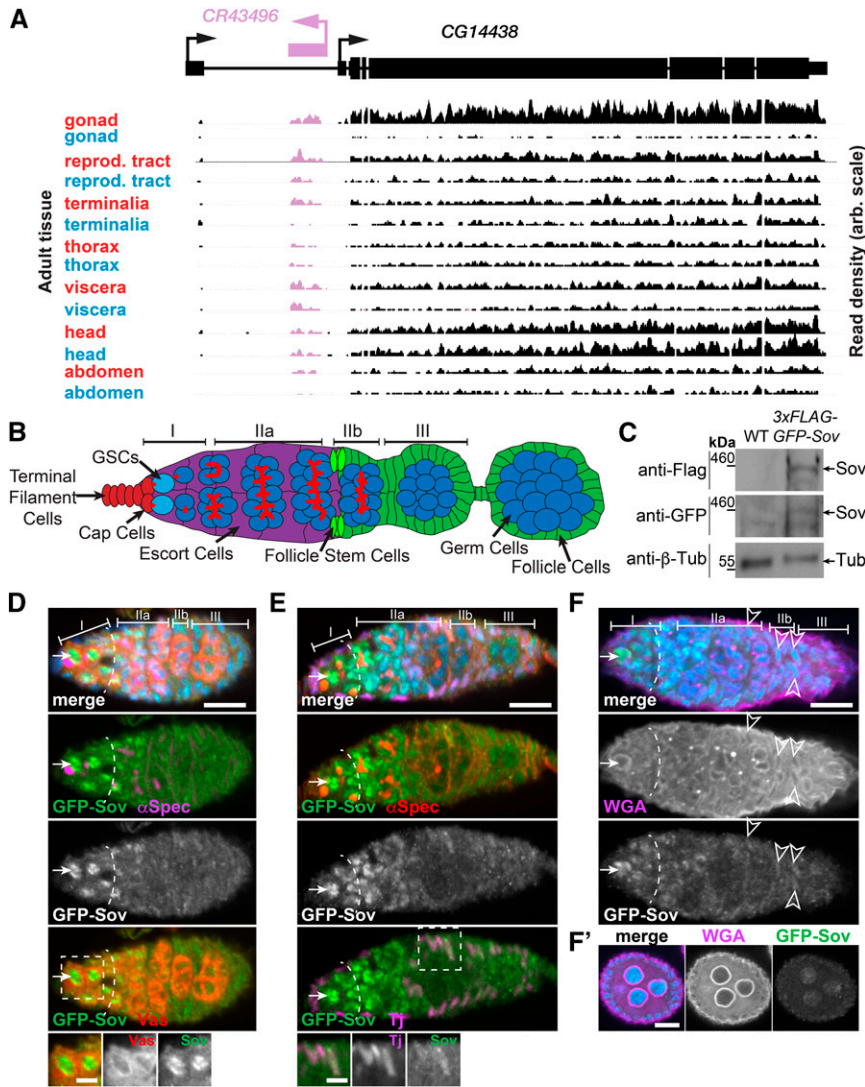 A
CR43496
CG14438
Adult tissue
gonad
gonad
reprod. tract
reprod. tract
terminalia
terminalia
thorax
thorax
viscera
viscera
head
head
abdomen
abdomen
Read density (arb. scale)
B
I IIa IIb III
GSCs
Terminal
Filament
Cells
Cap Cells
Escort Cells
Follicle Stem Cells
Germ Cells
Follicle Cells
C
3xFLAG-
WT GFP-Sov
kDa
anti-Flag 460 Sov
anti-GFP 460 Sov
anti-β-Tub 55 Tub
D
I IIa IIb III
merge
GFP-Sov αSpec
GFP-Sov
GFP-Sov Vas
Vas Sov
E
I IIa IIb III
merge
GFP-Sov αSpec
GFP-Sov
GFP-Sov Tj
Tj Sov
F
I IIa IIb III
merge
WGA
GFP-Sov
F'
merge WGA GFP-Sov